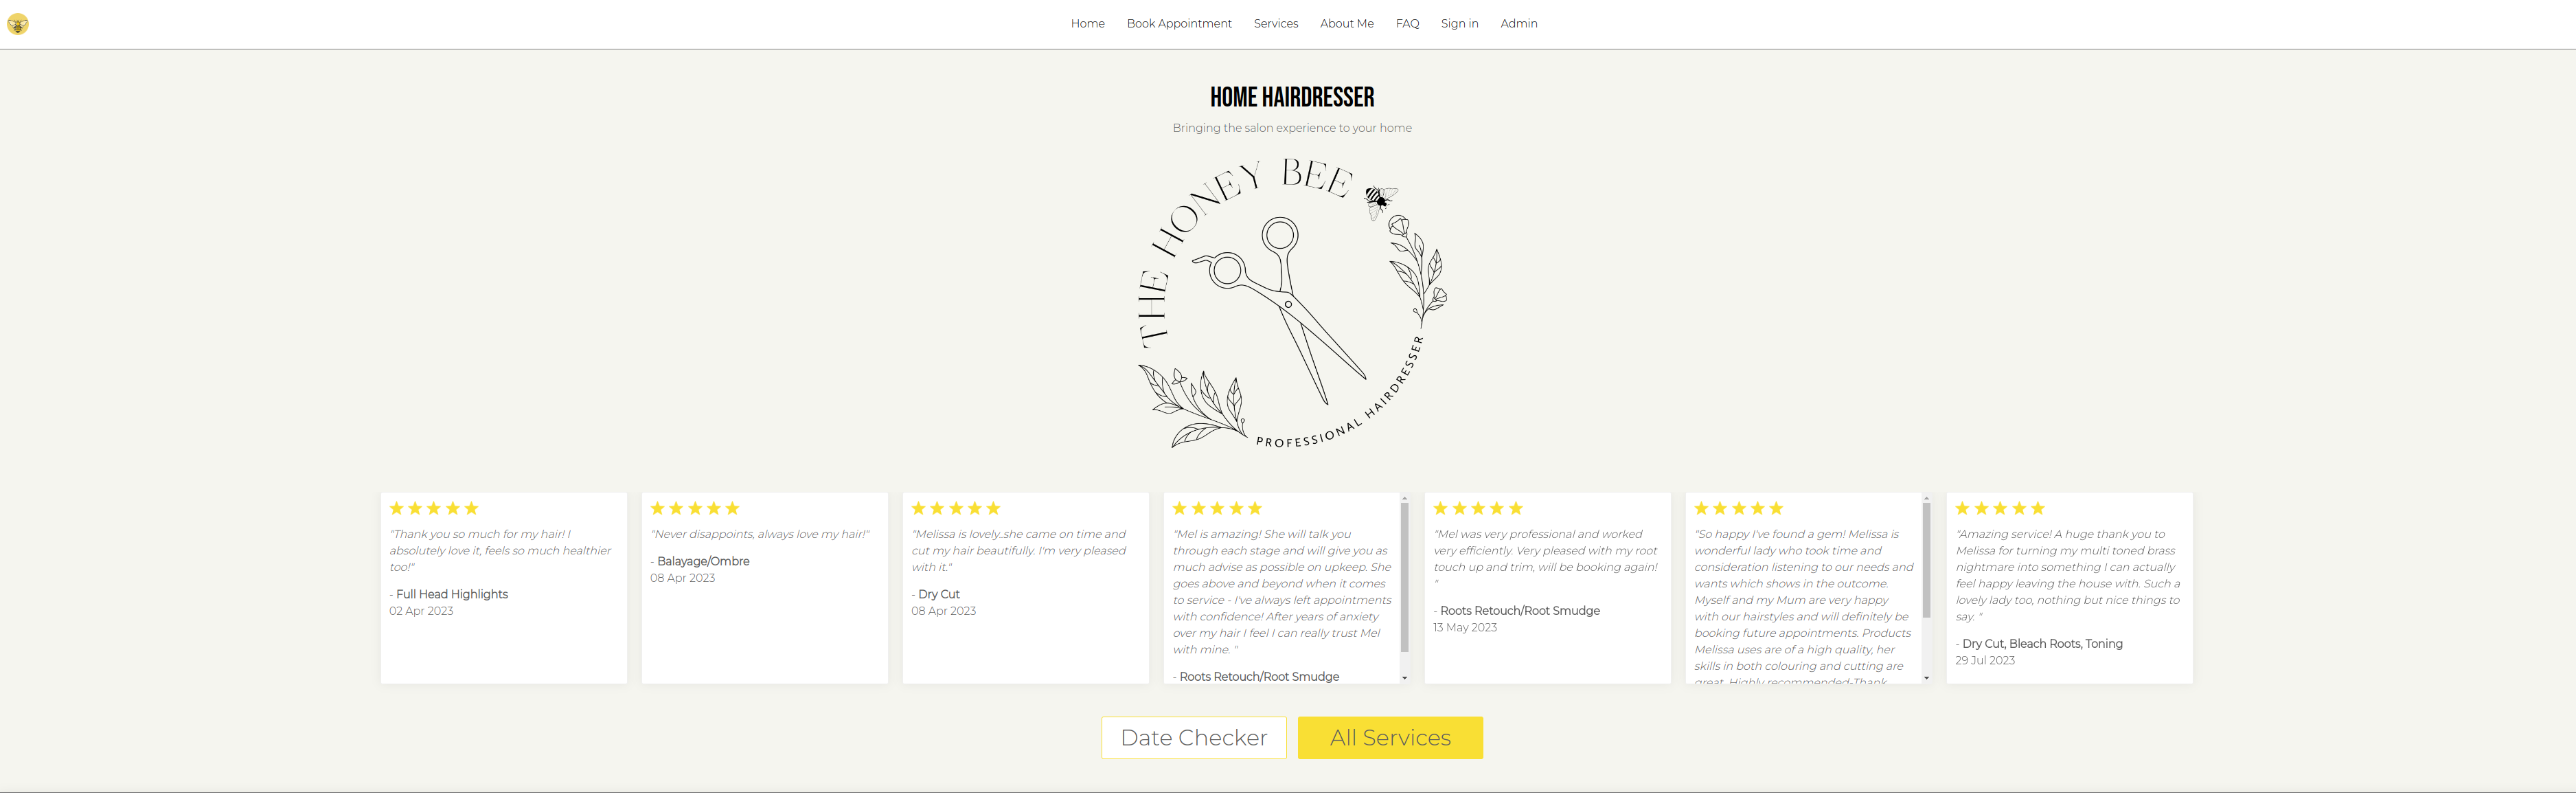 Home Book Appointment Services About Me FAQ Sign in Admin
HOME HAIRDRESSER
Bringing the salon experience to your home
THE HONEY BEE
PROFESSIONAL HAIRDRESSER
"Thank you so much for my hair! I
absolutely love it, feels so much healthier
too!"
- Full Head Highlights
02 Apr 2023
"Never disappoints, always love my hair!"
- Balayage/Ombre
08 Apr 2023
"Melissa is lovely..she came on time and
cut my hair beautifully. I'm very pleased
with it."
- Dry Cut
08 Apr 2023
"Mel is amazing! She will talk you
through each stage and will give you as
much advise as possible on upkeep. She
goes above and beyond when it comes
to service - I've always left appointments
with confidence! After years of anxiety
over my hair I feel I can really trust Mel
with mine. "
- Roots Retouch/Root Smudge
"Mel was very professional and worked
very efficiently. Very pleased with my root
touch up and trim, will be booking again!
"
- Roots Retouch/Root Smudge
13 May 2023
"So happy I've found a gem! Melissa is
wonderful lady who took time and
consideration listening to our needs and
wants which shows in the outcome.
Myself and my Mum are very happy
with our hairstyles and will definitely be
booking future appointments. Products
Melissa uses are of a high quality, her
skills in both colouring and cutting are
great. Highly recommended-Thank
"Amazing service! A huge thank you to
Melissa for turning my multi toned brass
nightmare into something I can actually
feel happy leaving the house with. Such a
lovely lady too, nothing but nice things to
say. "
- Dry Cut, Bleach Roots, Toning
29 Jul 2023
Date Checker
All Services